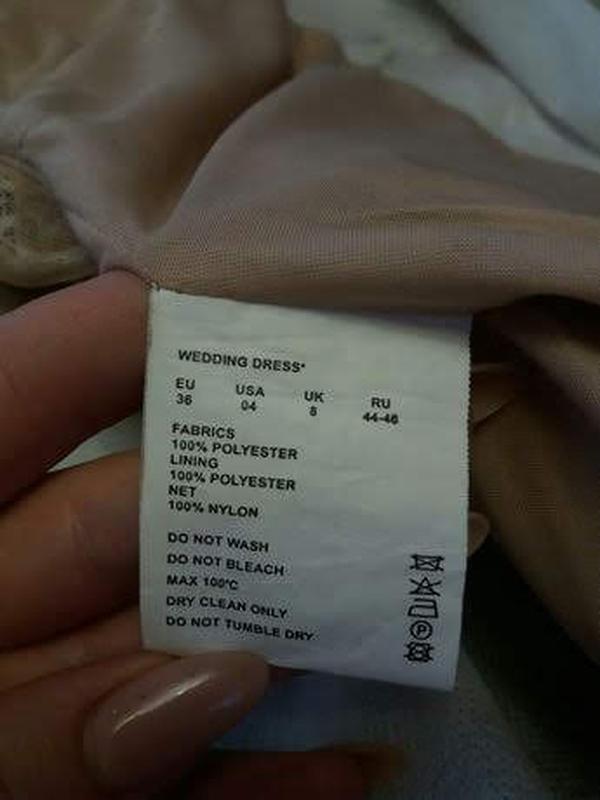 WEDDING DRESS*
EU USA UK RU
36 04 8 44-46
FABRICS
100% POLYESTER
LINING
100% POLYESTER
NET
100% NYLON
DO NOT WASH
DO NOT BLEACH
MAX 100°C
DRY CLEAN ONLY
DO NOT TUMBLE DRY
P